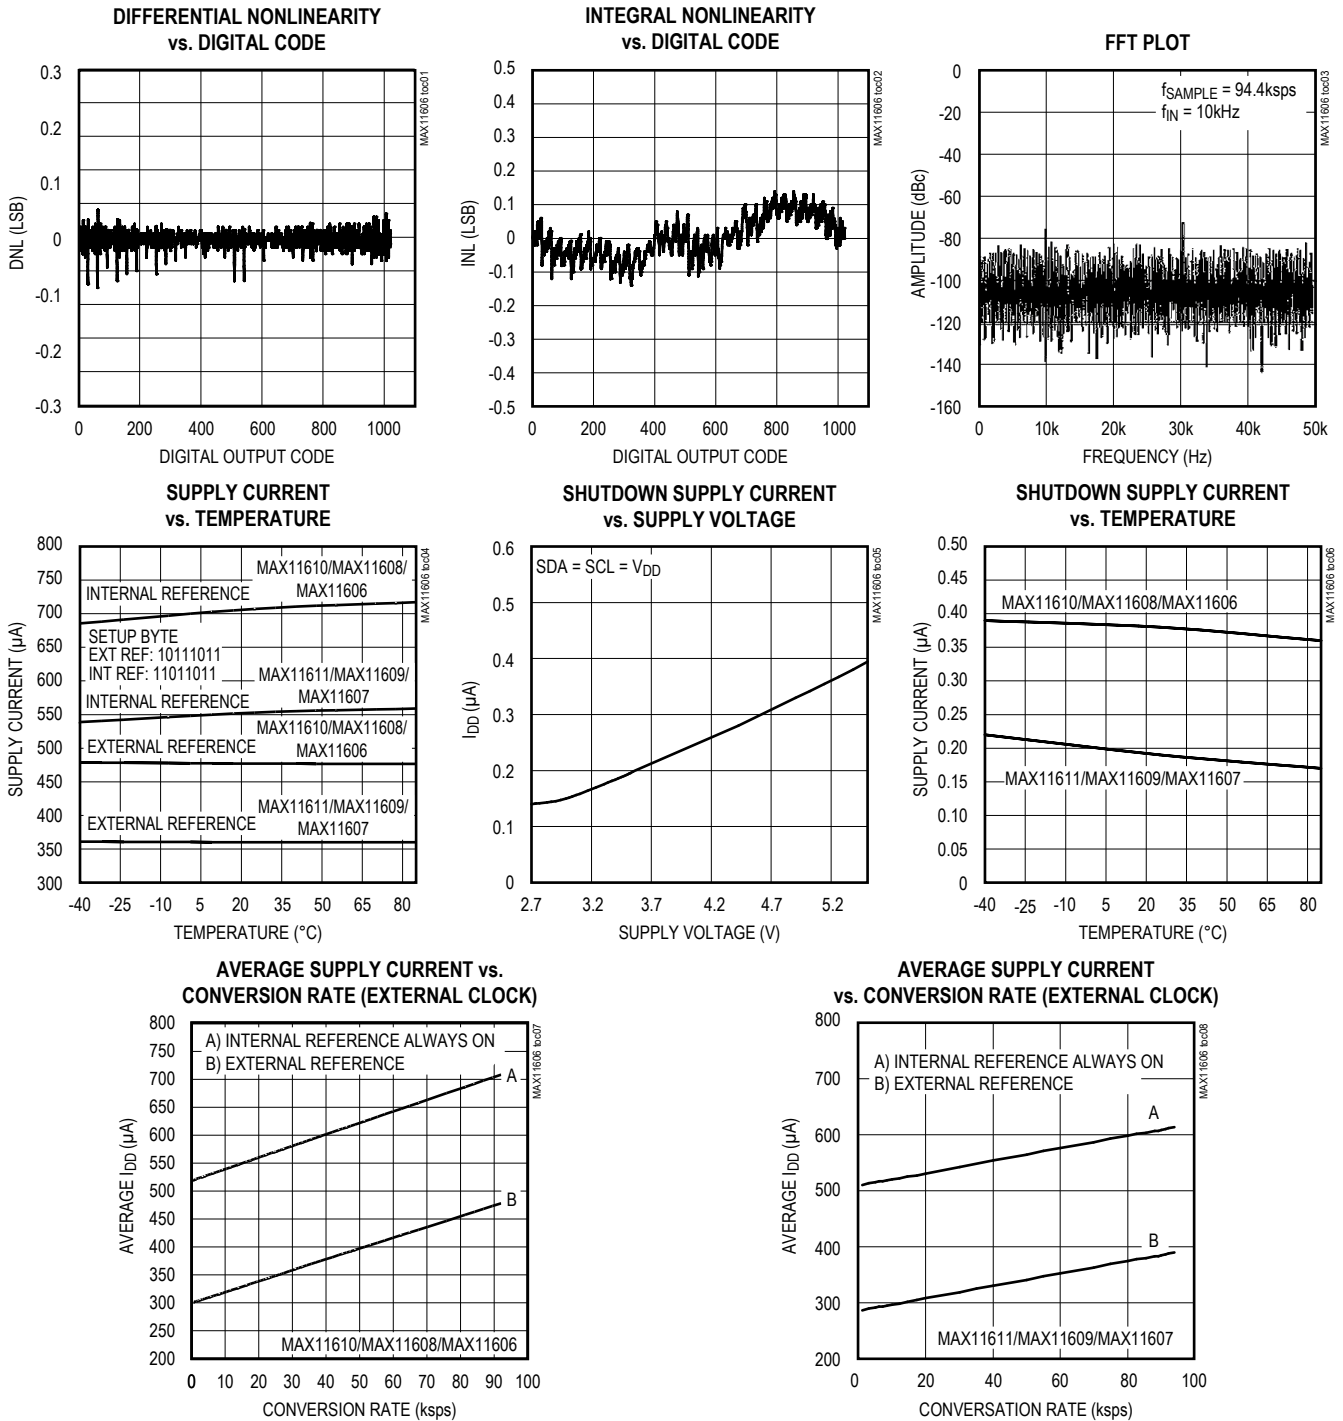 DIFFERENTIAL NONLINEARITY
vs. DIGITAL CODE
0.3
0.2
0.1
0
-0.1
-0.2
-0.3
DNL (LSB)
0 200 400 600 800 1000
DIGITAL OUTPUT CODE
MAX11606 toc01
INTEGRAL NONLINEARITY
vs. DIGITAL CODE
0.5
0.4
0.3
0.2
0.1
0
-0.1
-0.2
-0.3
-0.4
-0.5
INL (LSB)
0 200 400 600 800 1000
DIGITAL OUTPUT CODE
MAX11606 toc02
FFT PLOT
fSAMPLE = 94.4ksps
fIN = 10kHz
0
-20
-40
-60
-80
-100
-120
-140
-160
AMPLITUDE (dBc)
0 10k 20k 30k 40k 50k
FREQUENCY (Hz)
MAX11606 toc03
SUPPLY CURRENT
vs. TEMPERATURE
800
750
700
650
600
550
500
450
400
350
300
SUPPLY CURRENT (µA)
MAX11610/MAX11608/
MAX11606
INTERNAL REFERENCE
SETUP BYTE
EXT REF: 10111011
INT REF: 11011011
MAX11611/MAX11609/
MAX11607
INTERNAL REFERENCE
MAX11610/MAX11608/
MAX11606
EXTERNAL REFERENCE
MAX11611/MAX11609/
MAX11607
EXTERNAL REFERENCE
-40 -25 -10 5 20 35 50 65 80
TEMPERATURE (°C)
MAX11606 toc04
SHUTDOWN SUPPLY CURRENT
vs. SUPPLY VOLTAGE
SDA = SCL = VDD
0.6
0.5
0.4
0.3
0.2
0.1
0
IDD (µA)
2.7 3.2 3.7 4.2 4.7 5.2
SUPPLY VOLTAGE (V)
MAX11606 toc05
SHUTDOWN SUPPLY CURRENT
vs. TEMPERATURE
0.50
0.45
0.40
0.35
0.30
0.25
0.20
0.15
0.10
0.05
0
SUPPLY CURRENT (µA)
MAX11610/MAX11608/MAX11606
MAX11611/MAX11609/MAX11607
-40 -25 -10 5 20 35 50 65 80
TEMPERATURE (°C)
MAX11606 toc06
AVERAGE SUPPLY CURRENT vs.
CONVERSION RATE (EXTERNAL CLOCK)
800
750
700
650
600
550
500
450
400
350
300
250
200
AVERAGE IDD (µA)
A) INTERNAL REFERENCE ALWAYS ON
B) EXTERNAL REFERENCE
A
B
MAX11610/MAX11608/MAX11606
0 10 20 30 40 50 60 70 80 90 100
CONVERSION RATE (ksps)
MAX11606 toc07
AVERAGE SUPPLY CURRENT
vs. CONVERSION RATE (EXTERNAL CLOCK)
800
700
600
500
400
300
200
AVERAGE IDD (µA)
A) INTERNAL REFERENCE ALWAYS ON
B) EXTERNAL REFERENCE
A
B
MAX11611/MAX11609/MAX11607
0 20 40 60 80 100
CONVERSATION RATE (ksps)
MAX11606 toc08